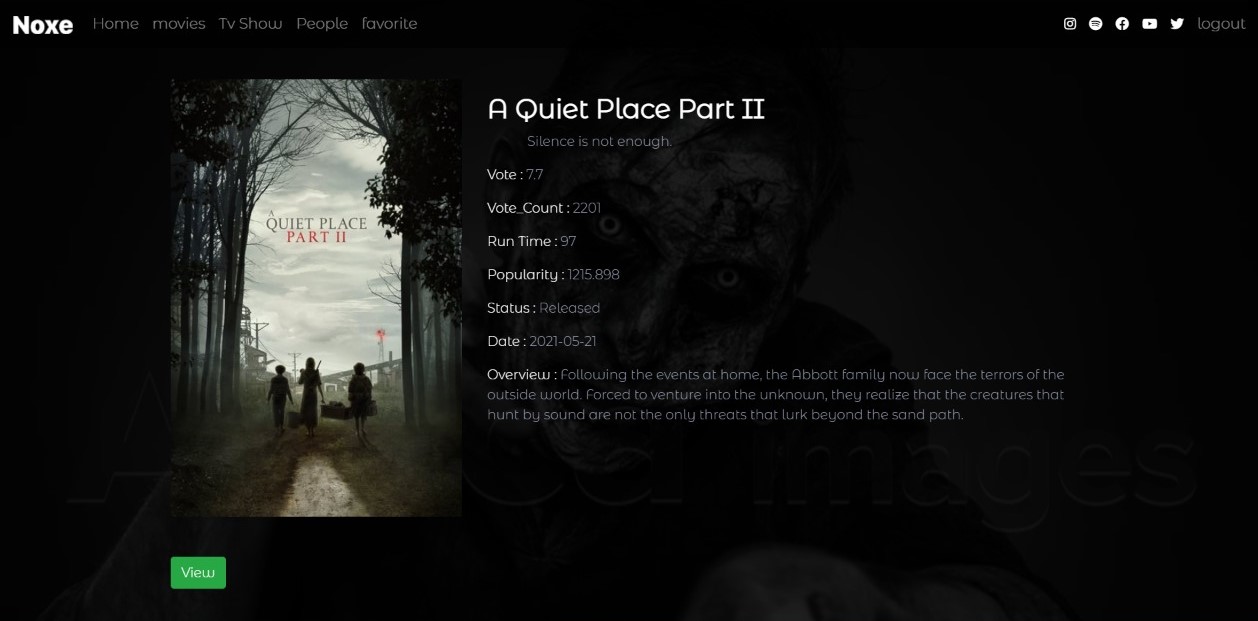 Noxe Home movies Tv Show People favorite logout
A QUIET PLACE
PART II
A Quiet Place Part II
Silence is not enough.
Vote : 7.7
Vote_Count : 2201
Run Time : 97
Popularity : 1215.898
Status : Released
Date : 2021-05-21
Overview : Following the events at home, the Abbott family now face the terrors of the
outside world. Forced to venture into the unknown, they realize that the creatures that
hunt by sound are not the only threats that lurk beyond the sand path.
images
View